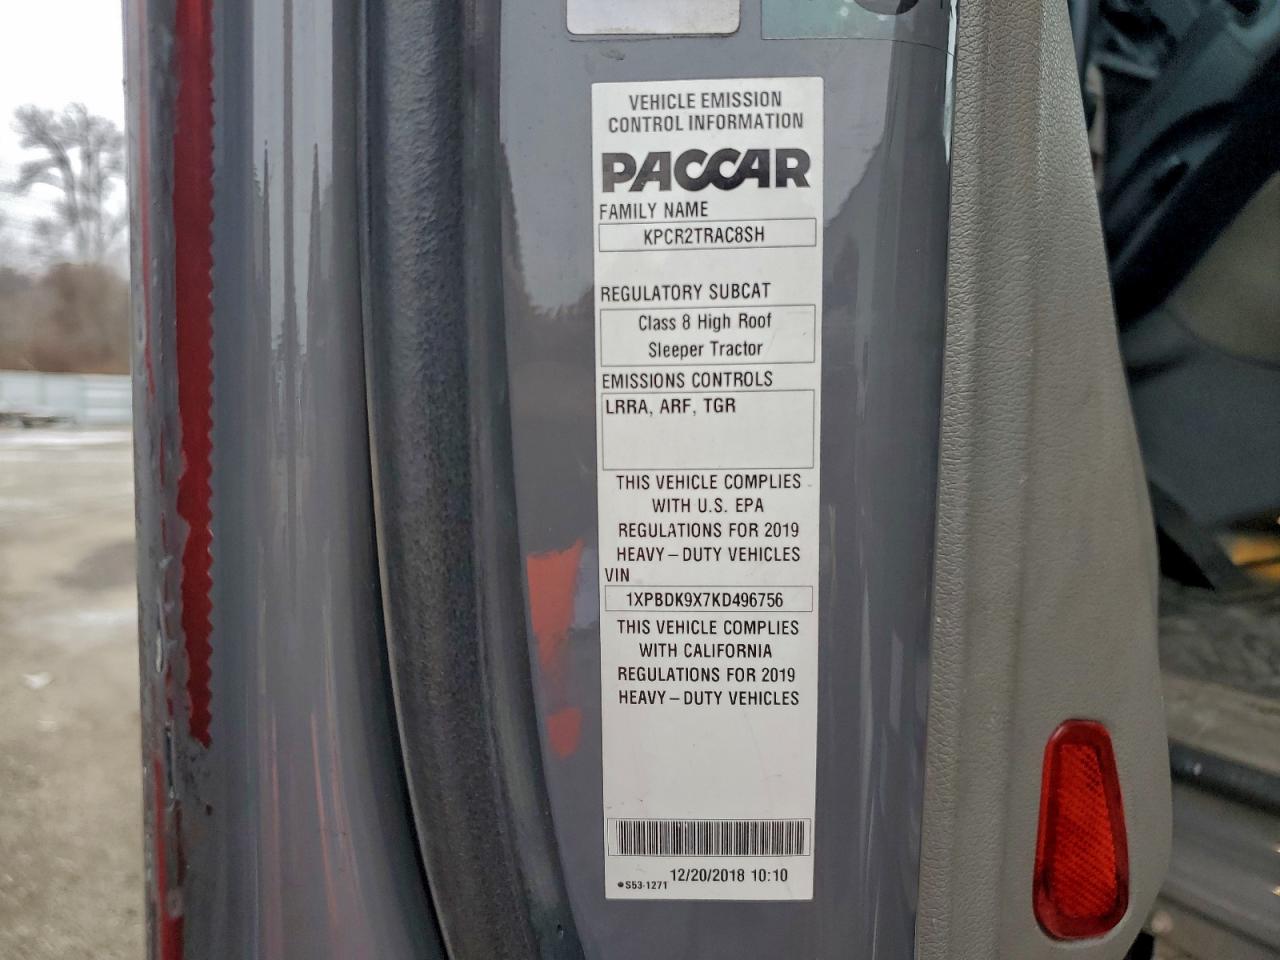 VEHICLE EMISSION
CONTROL INFORMATION
PACCAR
FAMILY NAME
KPCR2TRAC8SH
REGULATORY SUBCAT
Class 8 High Roof
Sleeper Tractor
EMISSIONS CONTROLS
LRRA, ARF, TGR
THIS VEHICLE COMPLIES
WITH U.S. EPA
REGULATIONS FOR 2019
HEAVY-DUTY VEHICLES
VIN
1XPBDK9X7KD496756
THIS VEHICLE COMPLIES
WITH CALIFORNIA
REGULATIONS FOR 2019
HEAVY-DUTY VEHICLES
S53-1271 12/20/2018 10:10